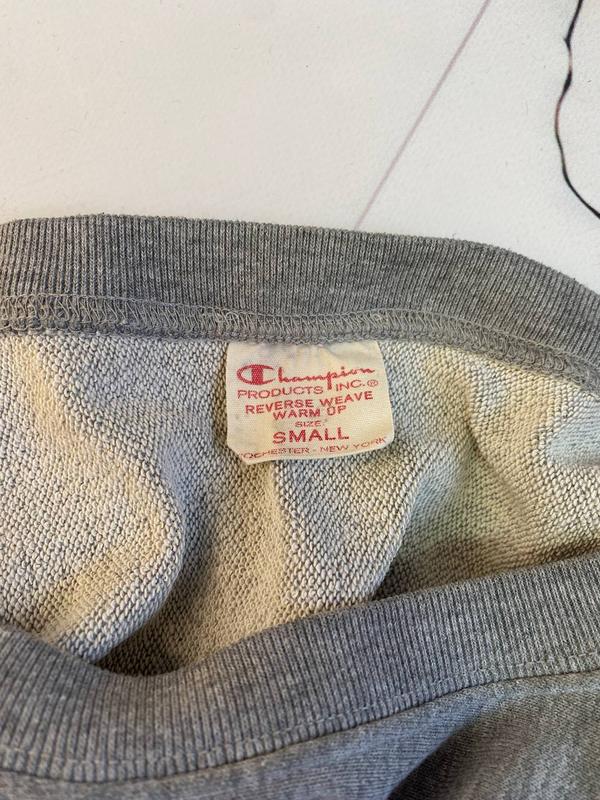 Champion
PRODUCTS INC.®
REVERSE WEAVE
WARM UP
SIZE:
SMALL
ROCHESTER - NEW YORK